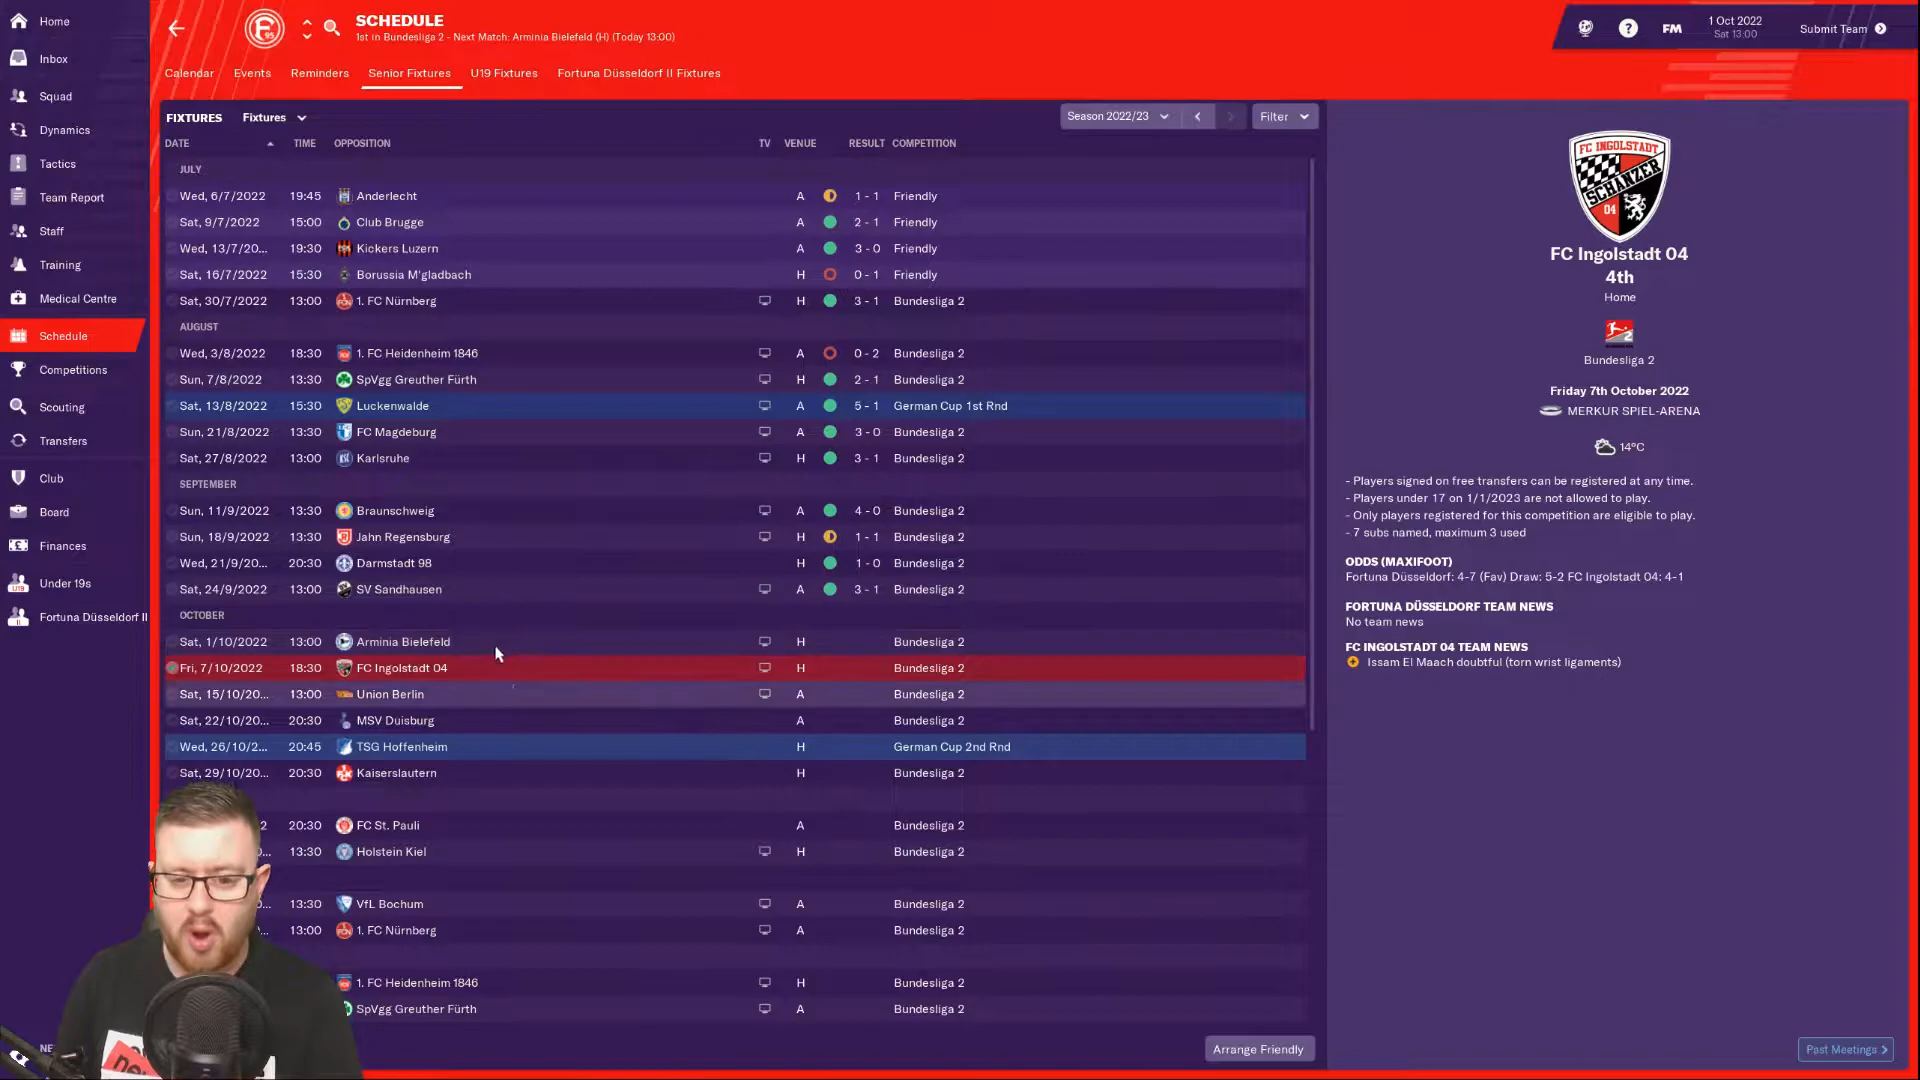 Home
Inbox
Squad
Dynamics
Tactics
Team Report
Staff
Training
Medical Centre
Schedule
Competitions
Scouting
Transfers
Club
Board
Finances
Under 19s
Fortuna Düsseldorf II
SCHEDULE
1st in Bundesliga 2 - Next Match: Arminia Bielefeld (H) (Today 13:00)
? FM 1 Oct 2022 Sat 13:00 Submit Team
Calendar Events Reminders Senior Fixtures U19 Fixtures Fortuna Düsseldorf II Fixtures
FIXTURES Fixtures Season 2022/23 Filter
DATE TIME OPPOSITION TV VENUE RESULT COMPETITION
JULY
Wed, 6/7/2022 19:45 Anderlecht A 1 - 1 Friendly
Sat, 9/7/2022 15:00 Club Brugge A 2 - 1 Friendly
Wed, 13/7/20... 19:30 Kickers Luzern A 3 - 0 Friendly
Sat, 16/7/2022 15:30 Borussia M'gladbach H 0 - 1 Friendly
Sat, 30/7/2022 13:00 1. FC Nürnberg H 3 - 1 Bundesliga 2
AUGUST
Wed, 3/8/2022 18:30 1. FC Heidenheim 1846 A 0 - 2 Bundesliga 2
Sun, 7/8/2022 13:30 SpVgg Greuther Fürth H 2 - 1 Bundesliga 2
Sat, 13/8/2022 15:30 Luckenwalde A 5 - 1 German Cup 1st Rnd
Sun, 21/8/2022 13:30 FC Magdeburg A 3 - 0 Bundesliga 2
Sat, 27/8/2022 13:00 Karlsruhe H 3 - 1 Bundesliga 2
SEPTEMBER
Sun, 11/9/2022 13:30 Braunschweig A 4 - 0 Bundesliga 2
Sun, 18/9/2022 13:30 Jahn Regensburg H 1 - 1 Bundesliga 2
Wed, 21/9/20... 20:30 Darmstadt 98 H 1 - 0 Bundesliga 2
Sat, 24/9/2022 13:00 SV Sandhausen A 3 - 1 Bundesliga 2
OCTOBER
Sat, 1/10/2022 13:00 Arminia Bielefeld H Bundesliga 2
Fri, 7/10/2022 18:30 FC Ingolstadt 04 H Bundesliga 2
Sat, 15/10/20... 13:00 Union Berlin A Bundesliga 2
Sat, 22/10/20... 20:30 MSV Duisburg A Bundesliga 2
Wed, 26/10/2... 20:45 TSG Hoffenheim H German Cup 2nd Rnd
Sat, 29/10/20... 20:30 Kaiserslautern H Bundesliga 2
2 20:30 FC St. Pauli A Bundesliga 2
0... 13:30 Holstein Kiel H Bundesliga 2
0... 13:30 VfL Bochum A Bundesliga 2
... 13:00 1. FC Nürnberg A Bundesliga 2
1. FC Heidenheim 1846 H Bundesliga 2
SpVgg Greuther Fürth A Bundesliga 2
Arrange Friendly
FC INGOLSTADT
SCHANZER
04
FC Ingolstadt 04
4th
Home
Bundesliga 2
Friday 7th October 2022
MERKUR SPIEL-ARENA
14°C
- Players signed on free transfers can be registered at any time.
- Players under 17 on 1/1/2023 are not allowed to play.
- Only players registered for this competition are eligible to play.
- 7 subs named, maximum 3 used
ODDS (MAXIFOOT)
Fortuna Düsseldorf: 4-7 (Fav) Draw: 5-2 FC Ingolstadt 04: 4-1
FORTUNA DÜSSELDORF TEAM NEWS
No team news
FC INGOLSTADT 04 TEAM NEWS
Issam El Maach doubtful (torn wrist ligaments)
Past Meetings